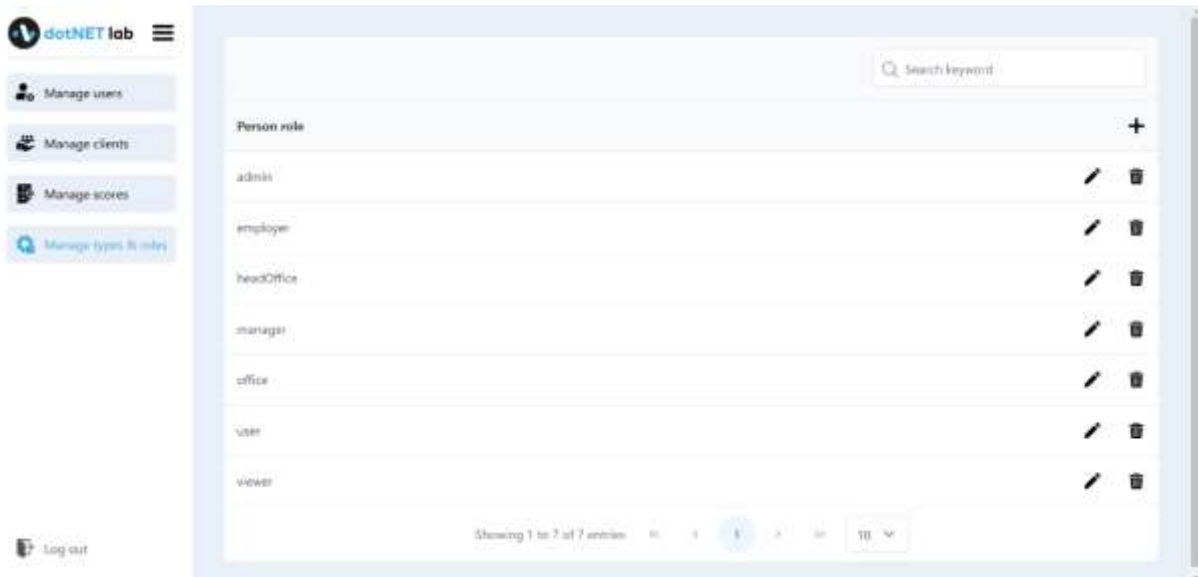 dotNET lab
Manage users
Manage clients
Manage scores
Manage types & roles
Log out
Search keyword
Person role
admin
employer
headOffice
manager
office
user
viewer
Showing 1 to 7 of 7 entries
1
10